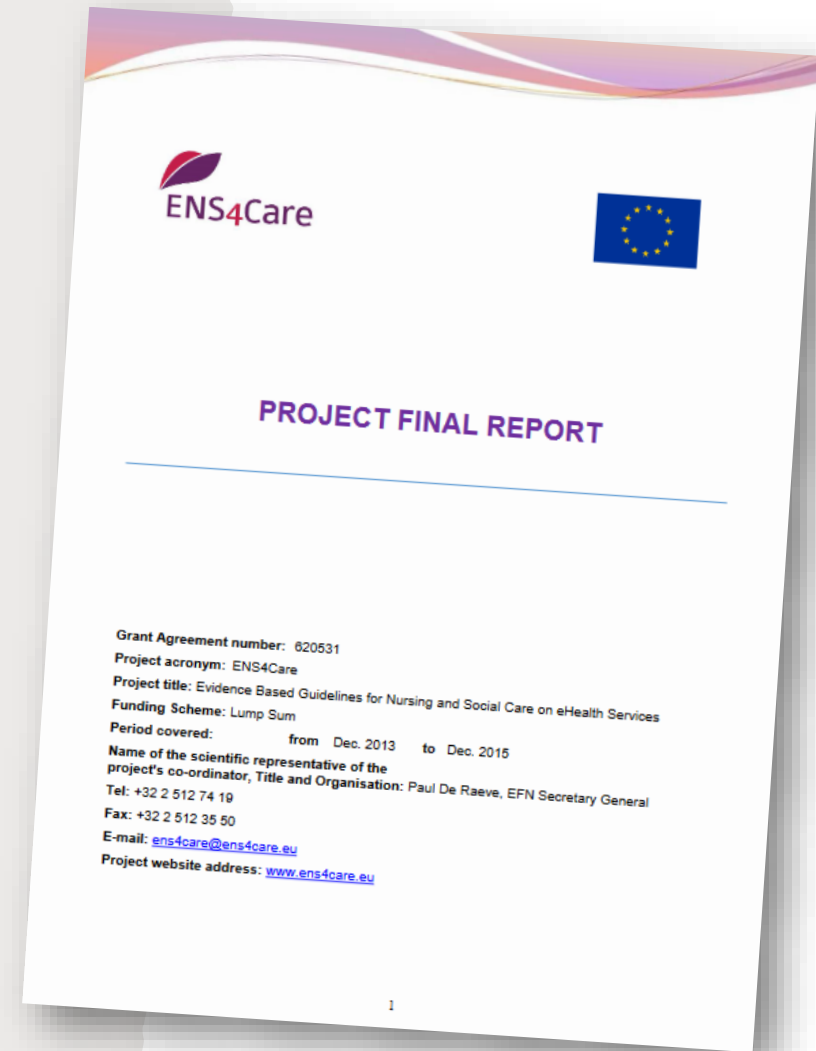 ENS4Care
PROJECT FINAL REPORT
Grant Agreement number: 620531
Project acronym: ENS4Care
Project title: Evidence Based Guidelines for Nursing and Social Care on eHealth Services
Funding Scheme: Lump Sum
Period covered: from Dec. 2013 to Dec. 2015
Name of the scientific representative of the
project's co-ordinator, Title and Organisation: Paul De Raeve, EFN Secretary General
Tel: +32 2 512 74 19
Fax: +32 2 512 35 50
E-mail: ens4care@ens4care.eu
Project website address: www.ens4care.eu
1